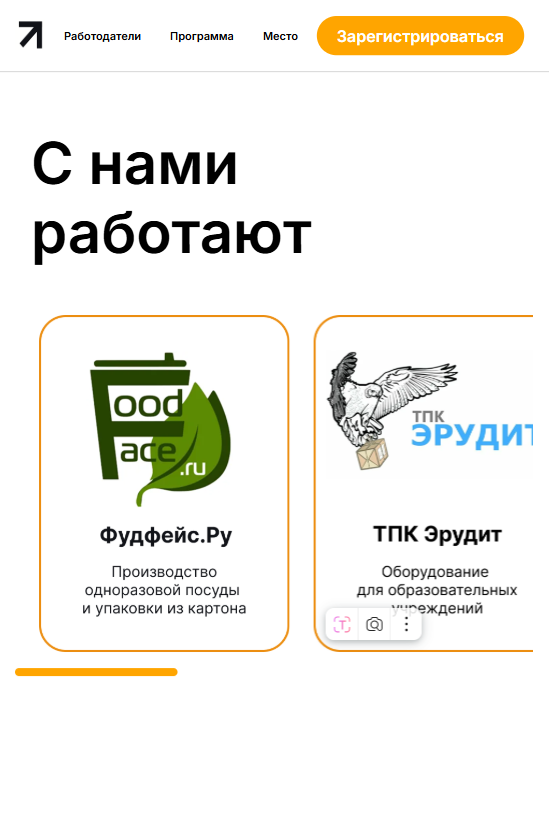 Работодатели
Программа
Место
Зарегистрироваться
С нами
работают
Food
Face
.ru
Фудфейс.Ру
Производство
одноразовой посуды
и упаковки из картона
ТПК
ЭРУДИТ
ТПК Эрудит
Оборудование
для образовательных
учреждений